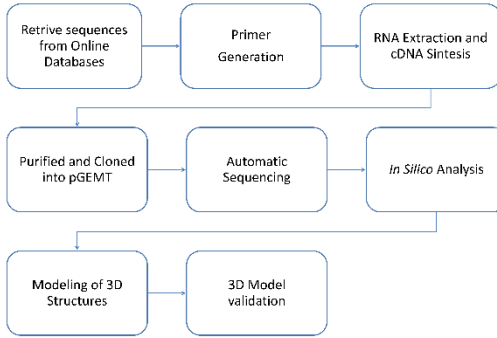 Retrive sequences
from Online
Databases
Primer
Generation
RNA Extraction and
cDNA Sintesis
Purified and Cloned
into pGEMT
Automatic
Sequencing
In Silico Analysis
Modeling of 3D
Structures
3D Model
validation